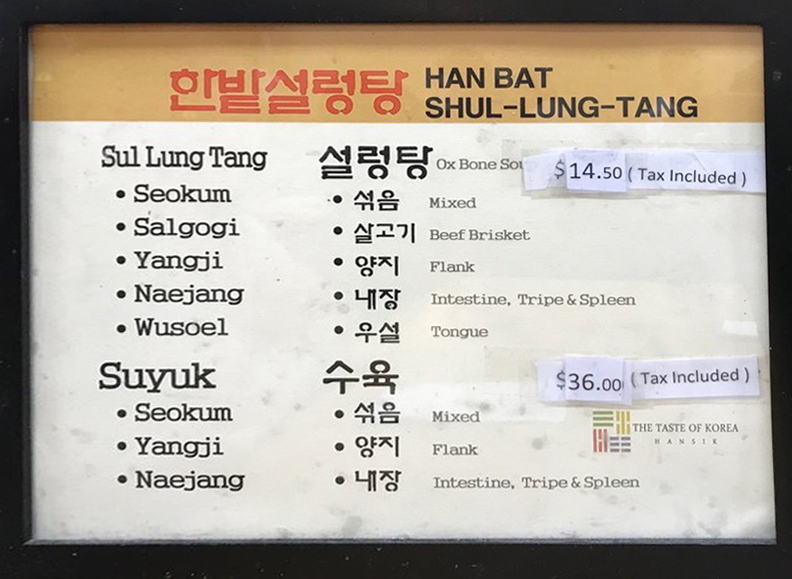 한밭설렁탕 HAN BAT
SHUL-LUNG-TANG
Sul Lung Tang 설렁탕 Ox Bone $14.50 ( Tax Included )
• Seokum • 섞음 Mixed
• Salgogi • 살고기 Beef Brisket
• Yangji • 양지 Flank
• Naejang • 내장 Intestine, Tripe & Spleen
• Wusoel • 우설 Tongue
Suyuk 수육 $36.00 ( Tax Included )
• Seokum • 섞음 Mixed
• Yangji • 양지 Flank
• Naejang • 내장 Intestine, Tripe & Spleen
THE TASTE OF KOREA
HANSIK